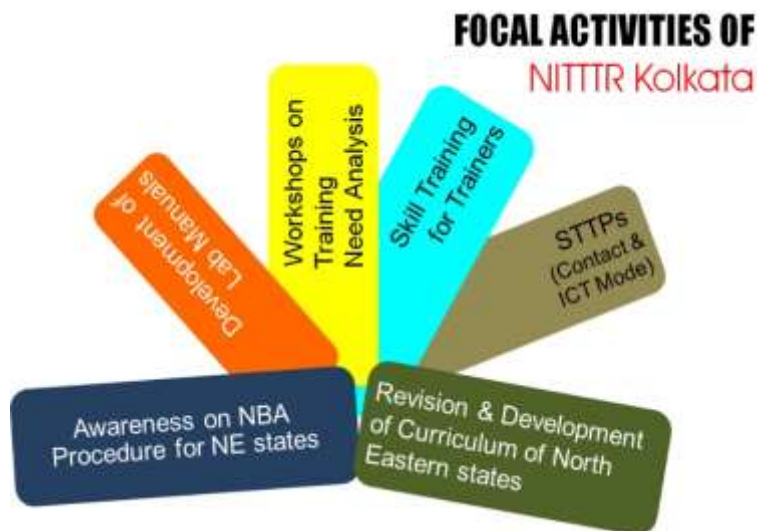 FOCAL ACTIVITIES OF
NITTTR Kolkata
Awareness on NBA
Procedure for NE states
Development of
Lab Manuals
Workshops on
Training
Need Analysis
Skill Training
for Trainers
STTPs
(Contact &
ICT Mode)
Revision & Development
of Curriculum of North
Eastern states